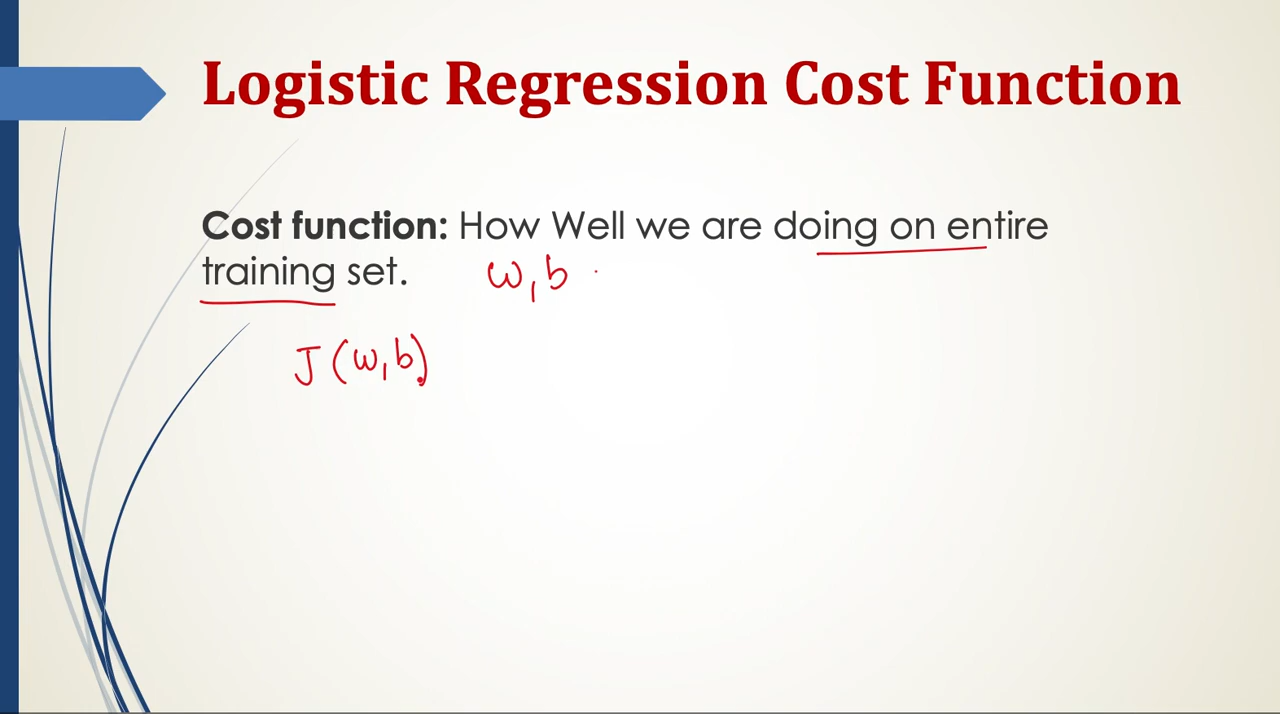 Logistic Regression Cost Function
Cost function: How Well we are doing on entire
training set. w, b
J(w, b)